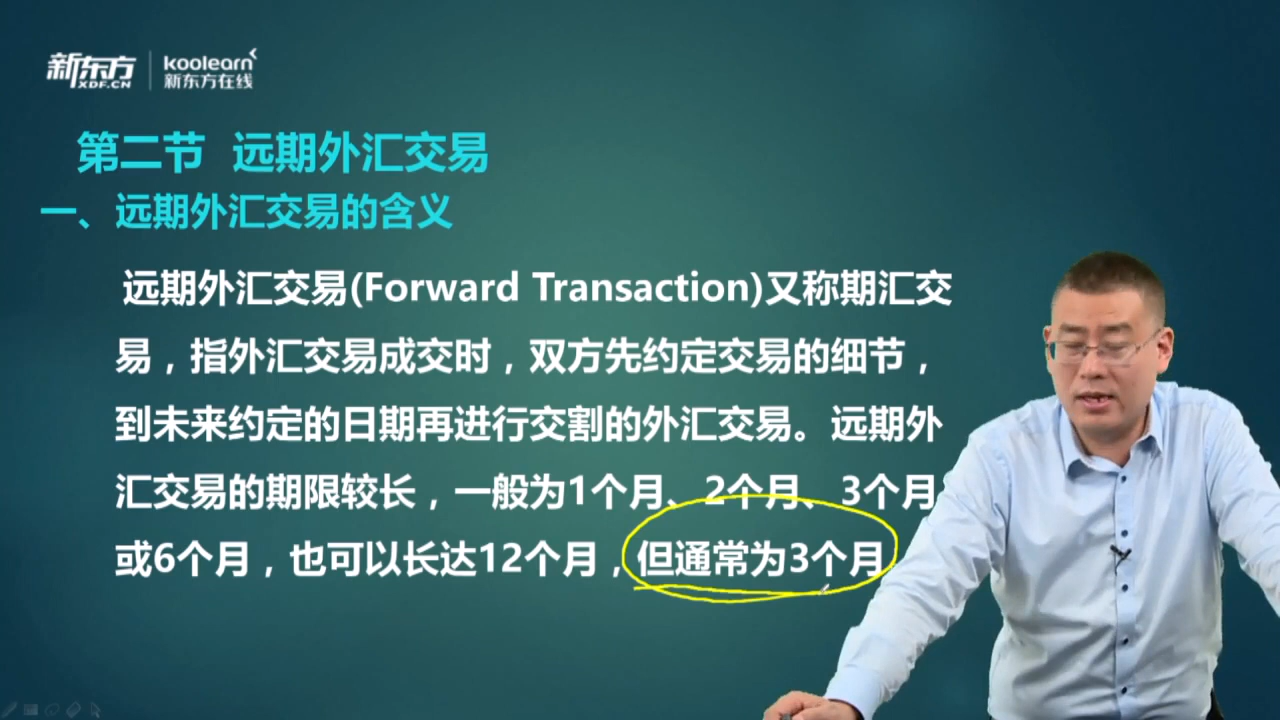 新东方
XDF.CN
koolearn
新东方在线
第二节 远期外汇交易
一、远期外汇交易的含义
远期外汇交易(Forward Transaction)又称期汇交
易，指外汇交易成交时，双方先约定交易的细节，
到未来约定的日期再进行交割的外汇交易。远期外
汇交易的期限较长，一般为1个月、2个月、3个月
或6个月，也可以长达12个月，但通常为3个月